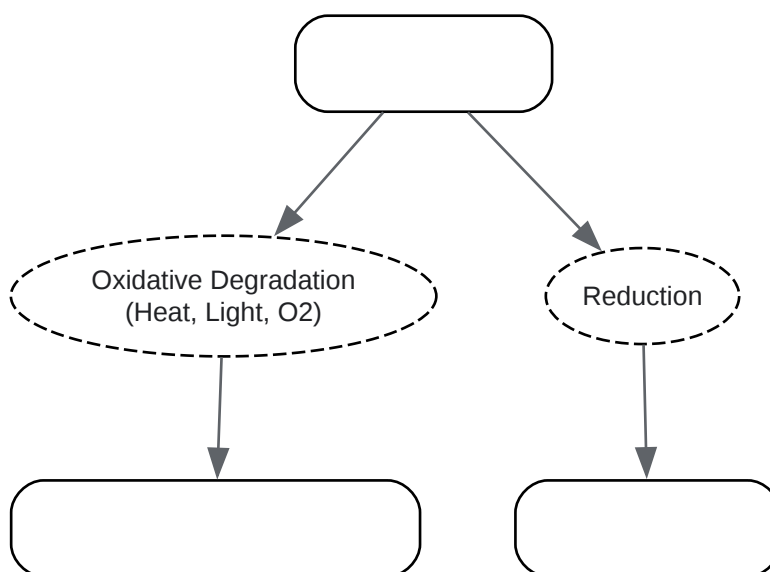 Oxidative Degradation
(Heat, Light, O2)
Reduction